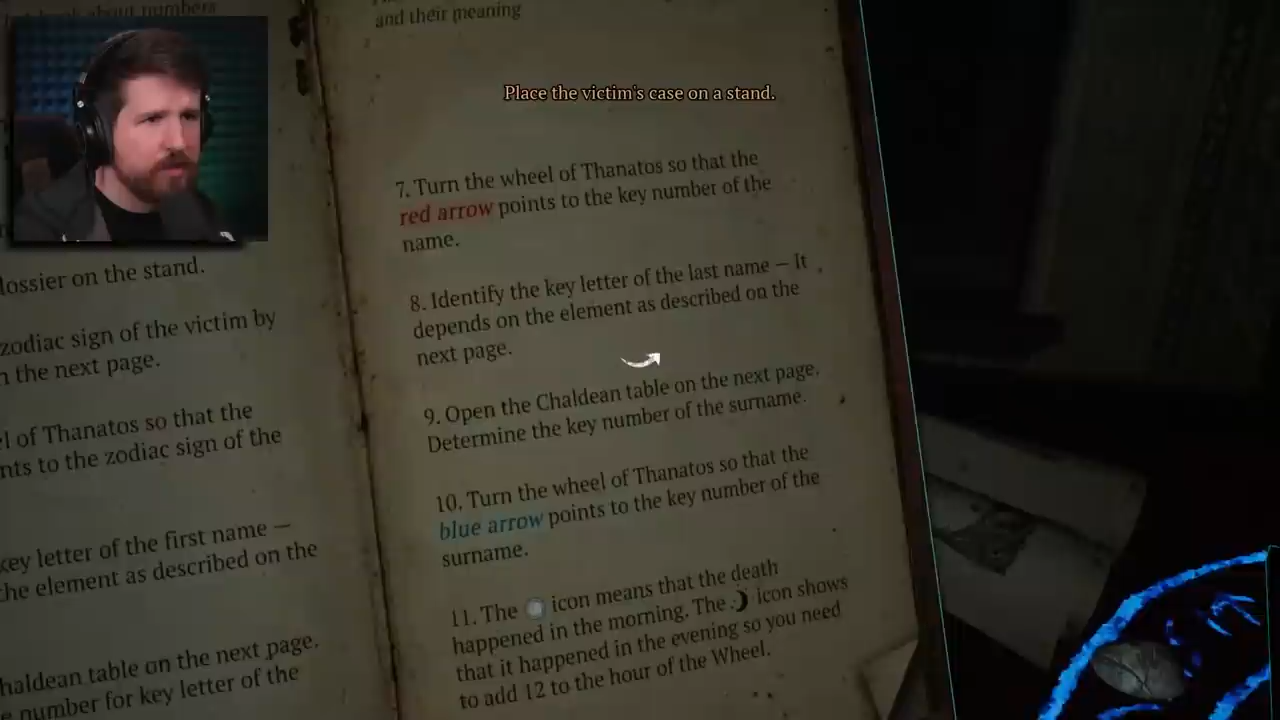 book about numbers
and their meaning
Place the victim's case on a stand.
7. Turn the wheel of Thanatos so that the
red arrow points to the key number of the
name.
8. Identify the key letter of the last name – It
depends on the element as described on the
next page.
9. Open the Chaldean table on the next page.
Determine the key number of the surname.
10. Turn the wheel of Thanatos so that the
blue arrow points to the key number of the
surname.
11. The icon means that the death
happened in the morning. The icon shows
that it happened in the evening so you need
to add 12 to the hour of the Wheel.
dossier on the stand.
zodiac sign of the victim by
the next page.
of Thanatos so that the
to the zodiac sign of the
key letter of the first name –
the element as described on the
table on the next page.
number for key letter of the